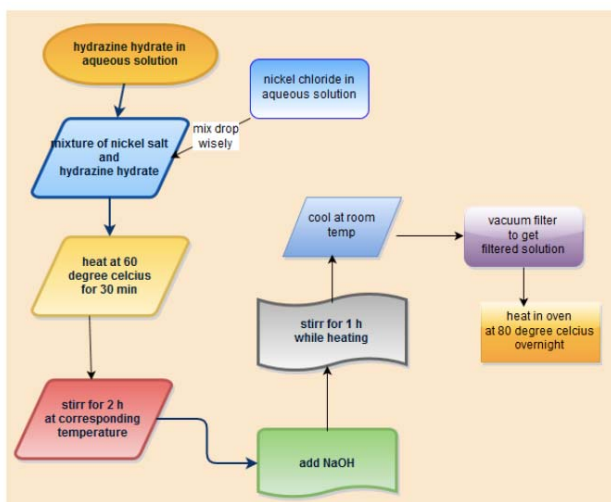 hydrazine hydrate in
aqueous solution
nickel chloride in
aqueous solution
mix drop
wisely
mixture of nickel salt
and
hydrazine hydrate
heat at 60
degree celcius
for 30 min
stirr for 2 h
at corresponding
temperature
add NaOH
stirr for 1 h
while heating
cool at room
temp
vacuum filter
to get
filtered solution
heat in oven
at 80 degree celcius
overnight